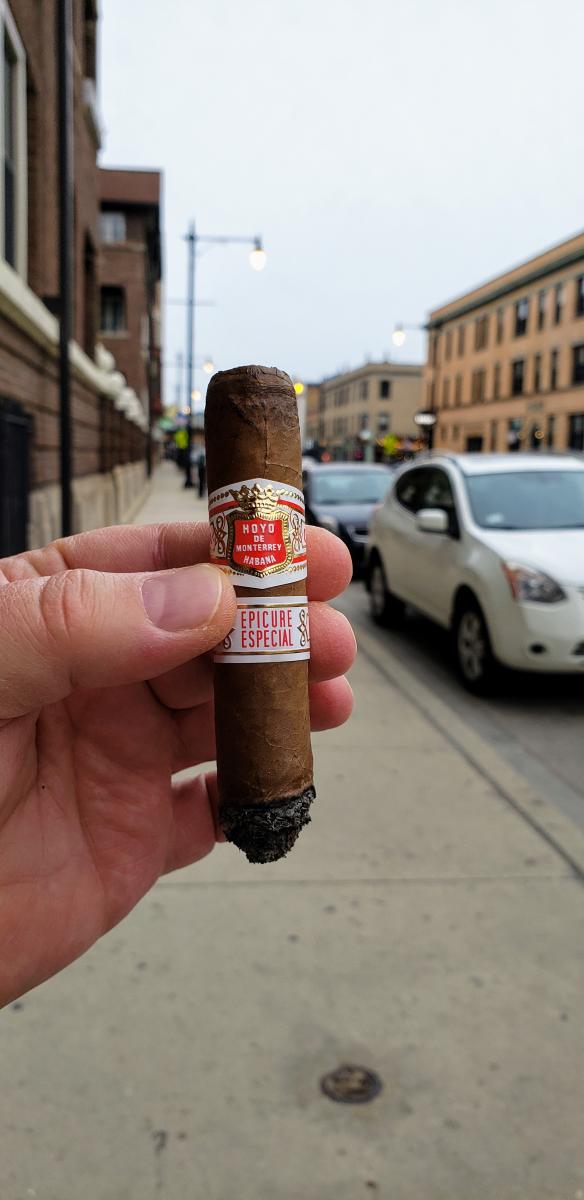 HOYO
DE
MONTERREY
HABANA
EPICURE
ESPECIAL